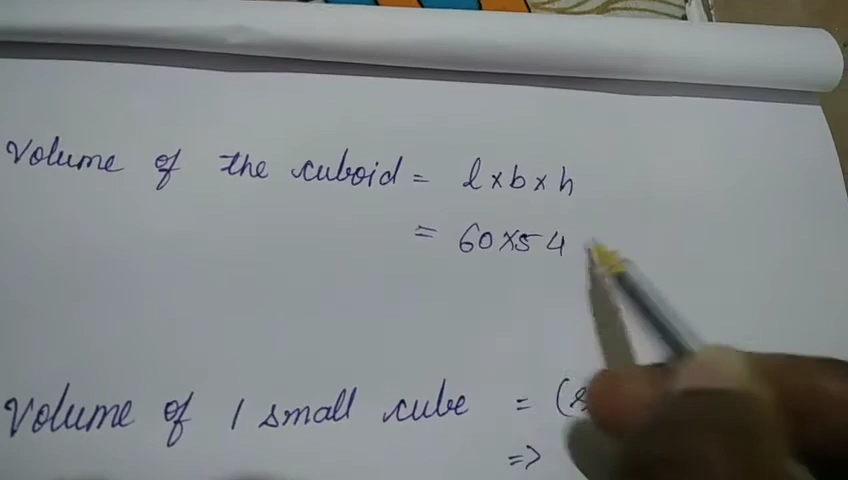 Volume of the cuboid = l × b × h
= 60 × 54
Volume of 1 small cube = (
=>